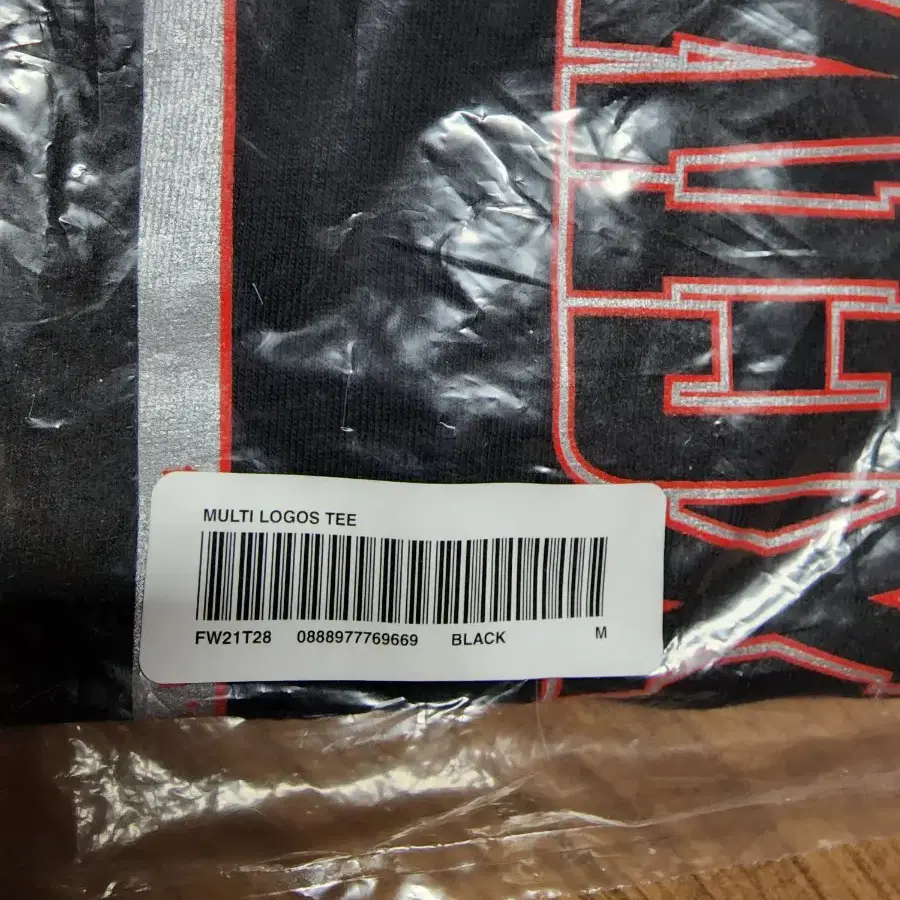 MULTI LOGOS TEE
FW21T28 0888977769669 BLACK M